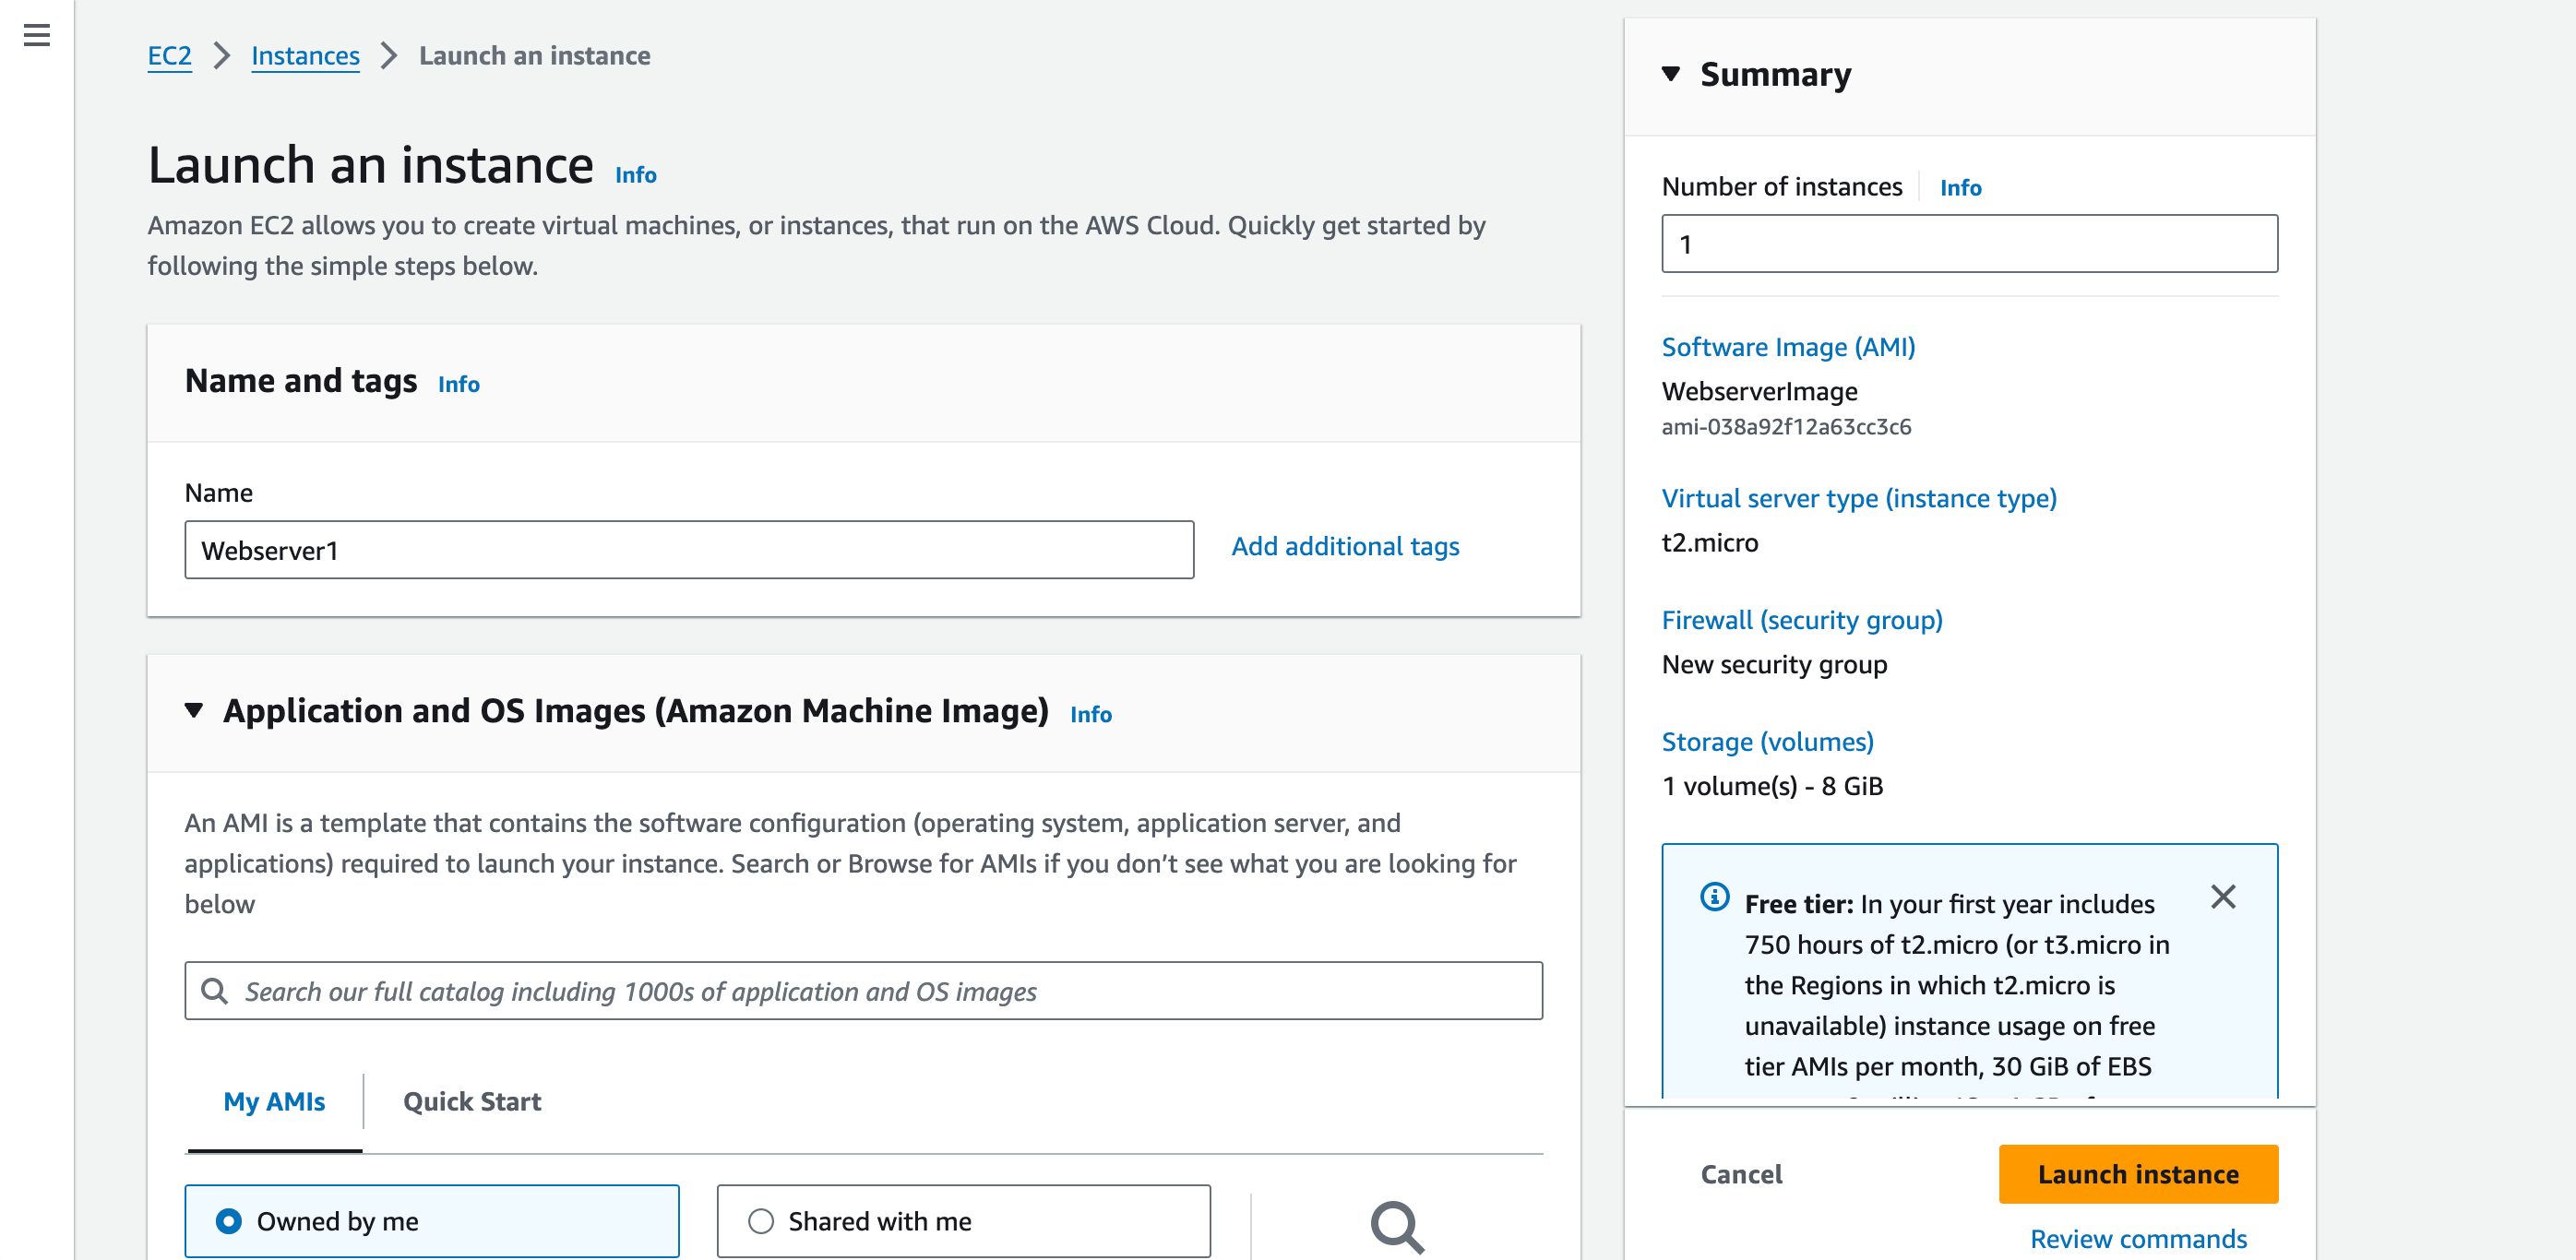 EC2 > Instances > Launch an instance
Launch an instance Info
Amazon EC2 allows you to create virtual machines, or instances, that run on the AWS Cloud. Quickly get started by
following the simple steps below.
Name and tags Info
Name
Webserver1
Add additional tags
Application and OS Images (Amazon Machine Image) Info
An AMI is a template that contains the software configuration (operating system, application server, and
applications) required to launch your instance. Search or Browse for AMIs if you don’t see what you are looking for
below
Search our full catalog including 1000s of application and OS images
My AMIs
Quick Start
Owned by me
Shared with me
Summary
Number of instances Info
1
Software Image (AMI)
WebserverImage
ami-038a92f12a63cc3c6
Virtual server type (instance type)
t2.micro
Firewall (security group)
New security group
Storage (volumes)
1 volume(s) - 8 GiB
Free tier: In your first year includes
750 hours of t2.micro (or t3.micro in
the Regions in which t2.micro is
unavailable) instance usage on free
tier AMIs per month, 30 GiB of EBS
Cancel
Launch instance
Review commands